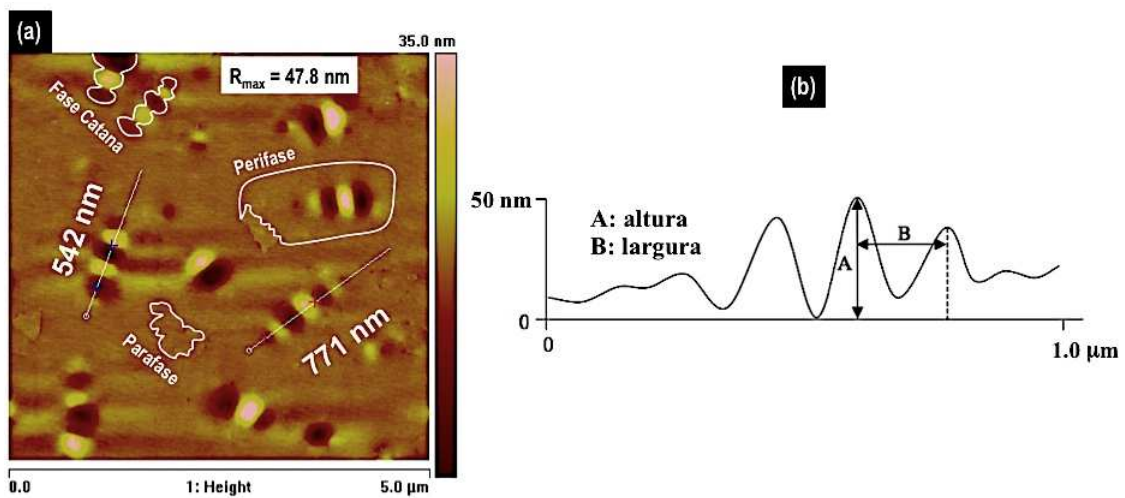 (a)
35.0 nm
R_max = 47.8 nm
Fase Catana
Perifase
542 nm
771 nm
Parafase
0.0
1: Height
5.0 µm
(b)
50 nm
A: altura
B: largura
B
A
0
0
1.0 µm